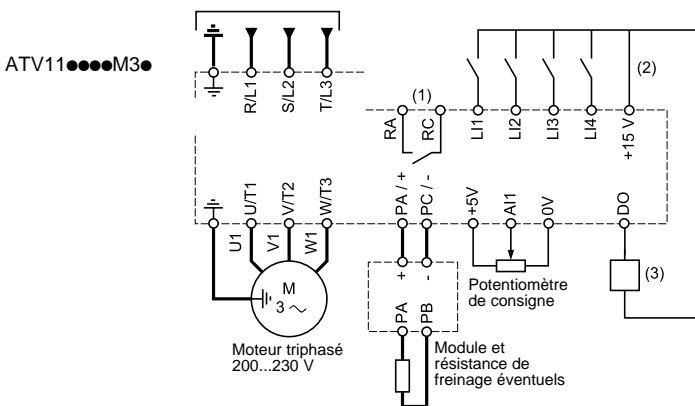 ATV11●●●●M3●
R/L1
S/L2
T/L3
(1)
RA
RC
LI1
LI2
LI3
LI4
+15 V
(2)
U/T1
V/T2
W/T3
PA / +
PC / -
+5V
AI1
0V
DO
U1
V1
W1
M
3 ~
+
-
PA
PB
Potentiomètre
de consigne
(3)
Moteur triphasé
200...230 V
Module et
résistance de
freinage éventuels